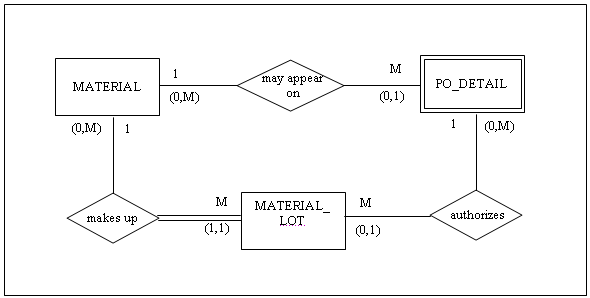 1
may appear
on
M
MATERIAL
PO_DETAIL
(0,M)
(0,1)
(0,M)
1
1
(0,M)
makes up
M
(1,1)
MATERIAL_
LOT
M
(0,1)
authorizes